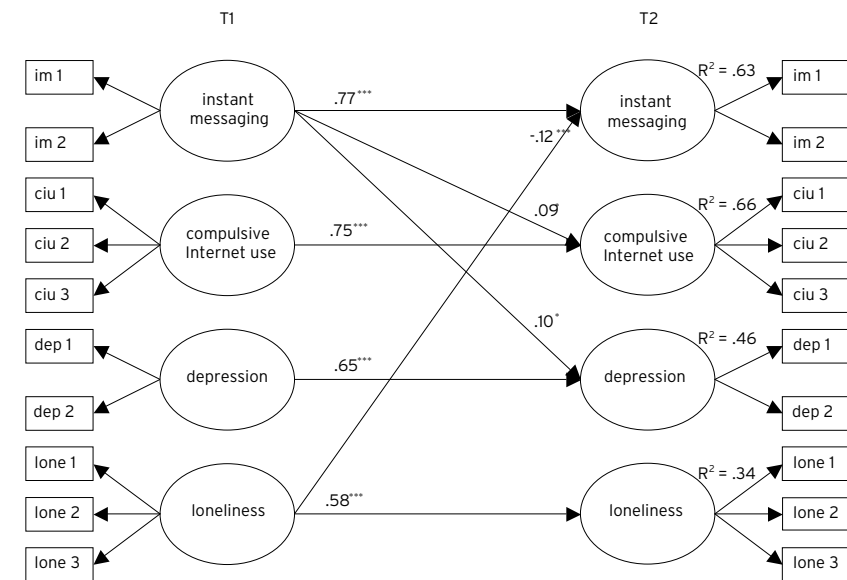 T1
T2
im 1
im 2
ciu 1
ciu 2
ciu 3
dep 1
dep 2
lone 1
lone 2
lone 3
instant
messaging
compulsive
Internet use
depression
loneliness
.77***
-.12***
.09*
.75***
.10*
.65***
.58***
instant
messaging
compulsive
Internet use
depression
loneliness
R² = .63
R² = .66
R² = .46
R² = .34
im 1
im 2
ciu 1
ciu 2
ciu 3
dep 1
dep 2
lone 1
lone 2
lone 3